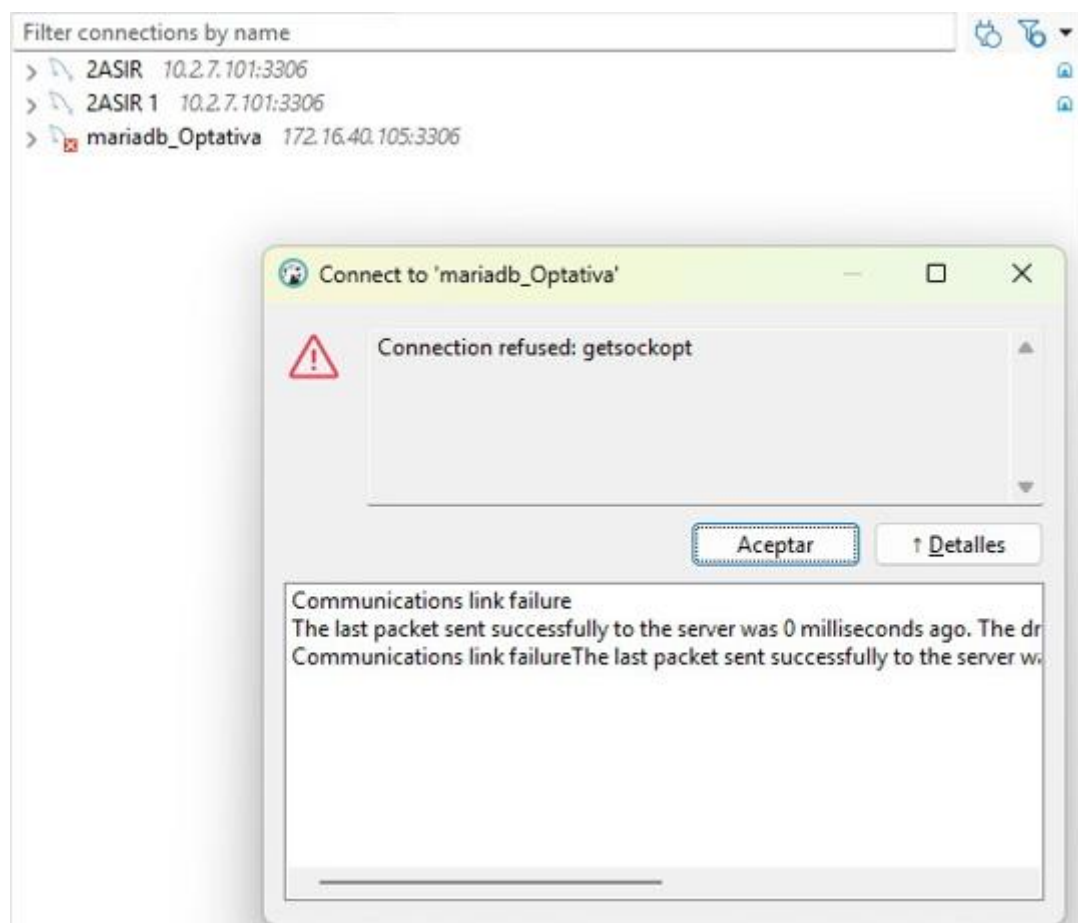 Filter connections by name
2ASIR 10.2.7.101:3306
2ASIR 1 10.2.7.101:3306
mariadb_Optativa 172.16.40.105:3306
Connect to 'mariadb_Optativa'
Connection refused: getsockopt
Aceptar
↑ Detalles
Communications link failure
The last packet sent successfully to the server was 0 milliseconds ago. The dr
Communications link failureThe last packet sent successfully to the server w